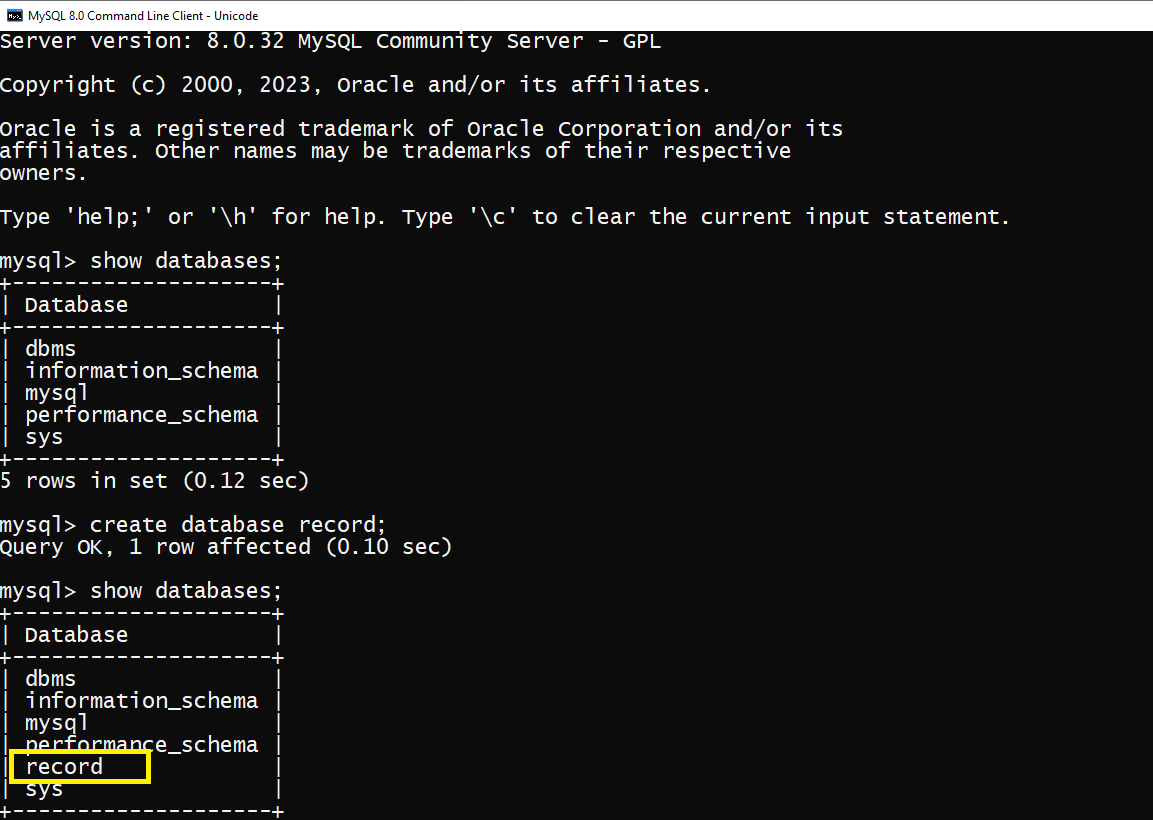 MySQL 8.0 Command Line Client - Unicode
Server version: 8.0.32 MySQL Community Server - GPL
Copyright (c) 2000, 2023, Oracle and/or its affiliates.
Oracle is a registered trademark of Oracle Corporation and/or its
affiliates. Other names may be trademarks of their respective
owners.
Type 'help;' or '\h' for help. Type '\c' to clear the current input statement.
mysql> show databases;
+--------------------+
| Database           |
+--------------------+
| dbms               |
| information_schema |
| mysql              |
| performance_schema |
| sys                |
+--------------------+
5 rows in set (0.12 sec)
mysql> create database record;
Query OK, 1 row affected (0.10 sec)
mysql> show databases;
+--------------------+
| Database           |
+--------------------+
| dbms               |
| information_schema |
| mysql              |
| performance_schema |
| record             |
| sys                |
+--------------------+